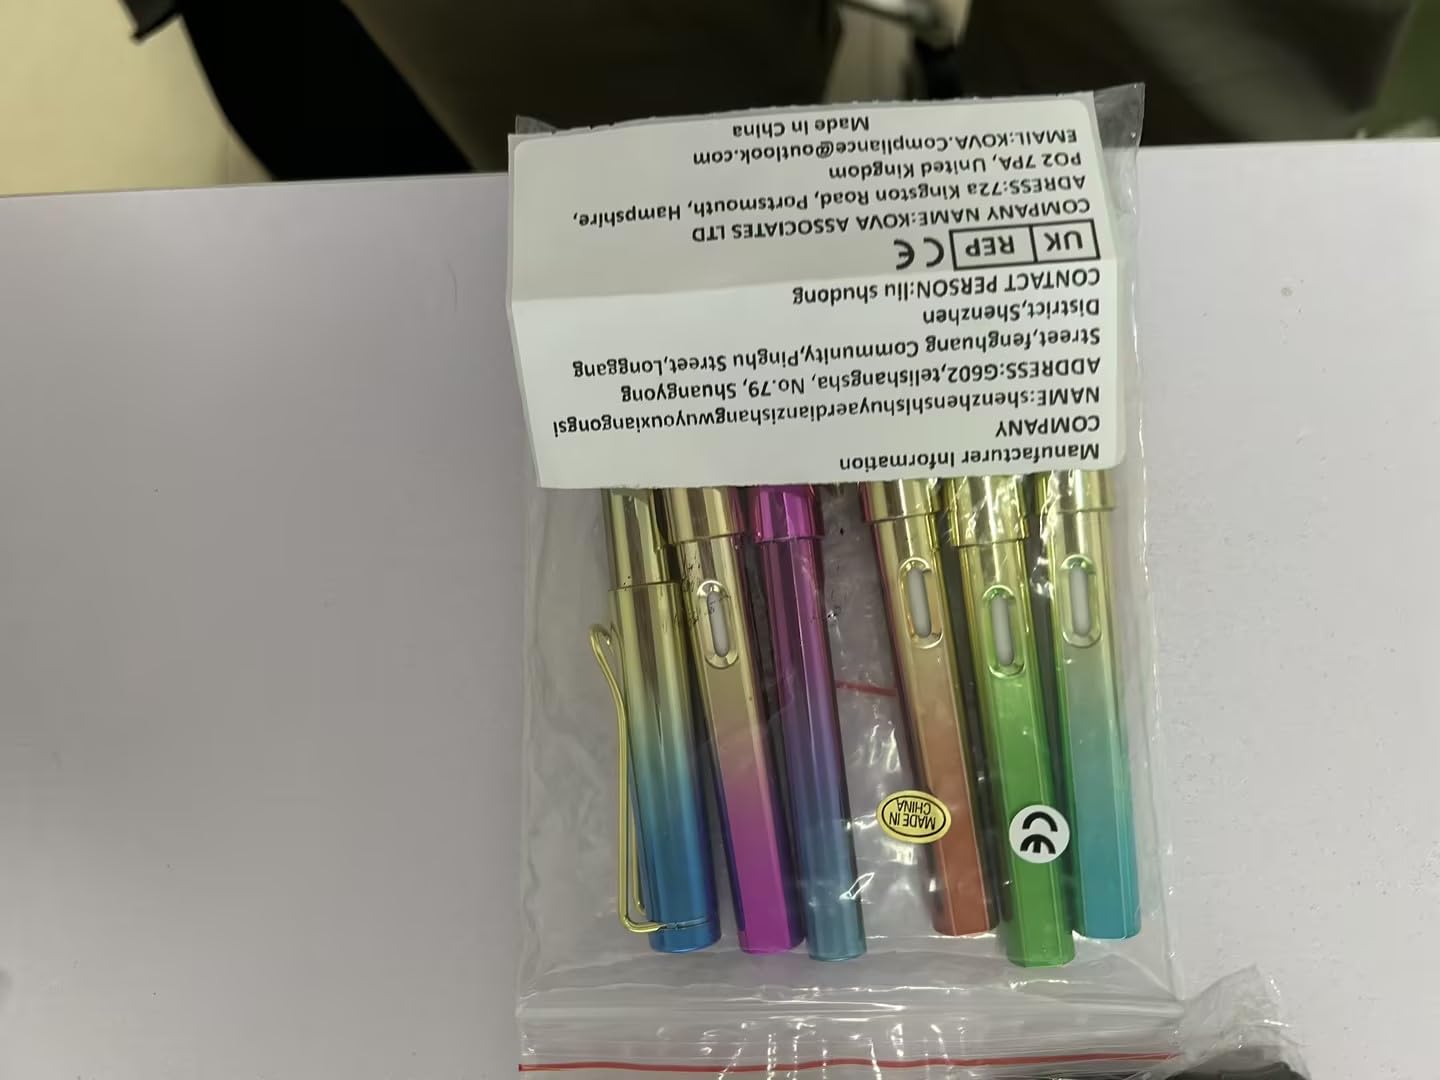 Manufacturer Information
COMPANY
NAME:shenzhenshishuyaerdianzishangwuyouxiangongsi
ADDRESS:G602,telishangsha, No.79, Shuangyong
Street,fenghuang Community,Pinghu Street,Longgang
District,Shenzhen
CONTACT PERSON:liu shudong
UK REP CE
COMPANY NAME:KOVA ASSOCIATES LTD
ADRESS:72a Kingston Road, Portsmouth, Hampshire,
PO2 7PA, United Kingdom
EMAIL:KOVA.Compliance@outlook.com
Made In China
MADE IN
CHINA
CE